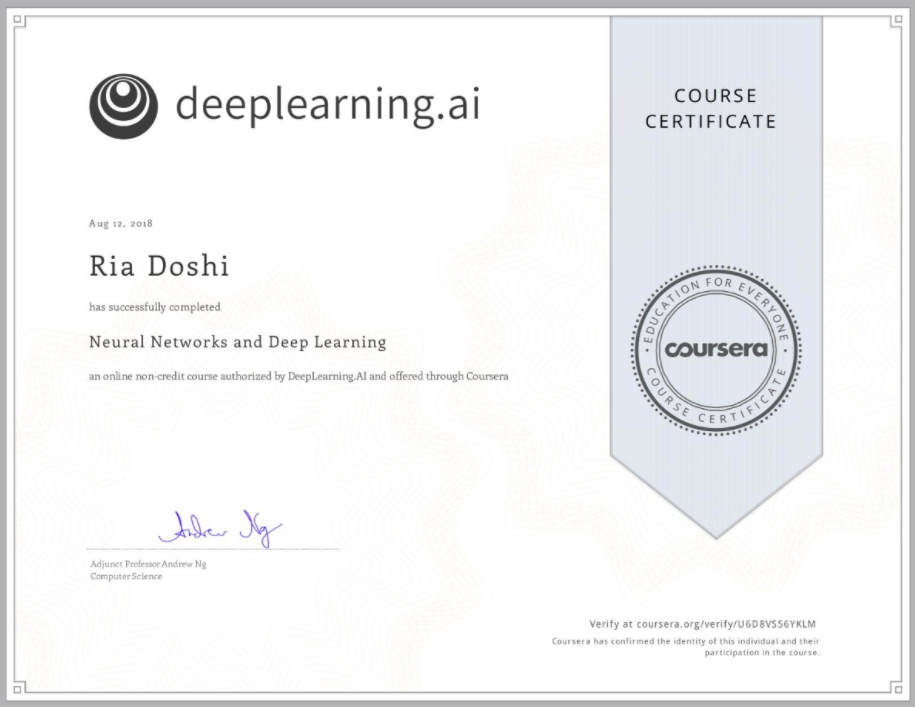 deeplearning.ai
COURSE
CERTIFICATE
Aug 12, 2018
Ria Doshi
has successfully completed
Neural Networks and Deep Learning
an online non-credit course authorized by DeepLearning.AI and offered through Coursera
EDUCATION FOR EVERYONE
coursera
COURSE CERTIFICATE
Andrew Ng
Adjunct Professor Andrew Ng
Computer Science
Verify at coursera.org/verify/U6D8VS56YKLM
Coursera has confirmed the identity of this individual and their
participation in the course.